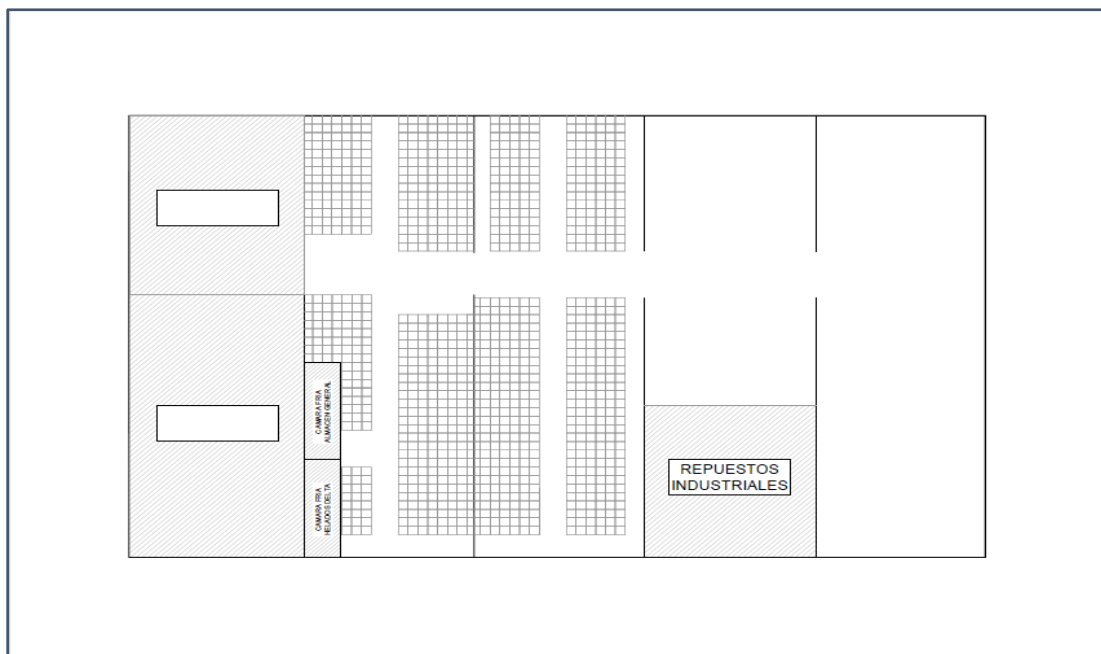 CAMARA FRIA
ALMACEN GENERAL
CAMARA FRIA
HELADOS DELTA
REPUESTOS
INDUSTRIALES